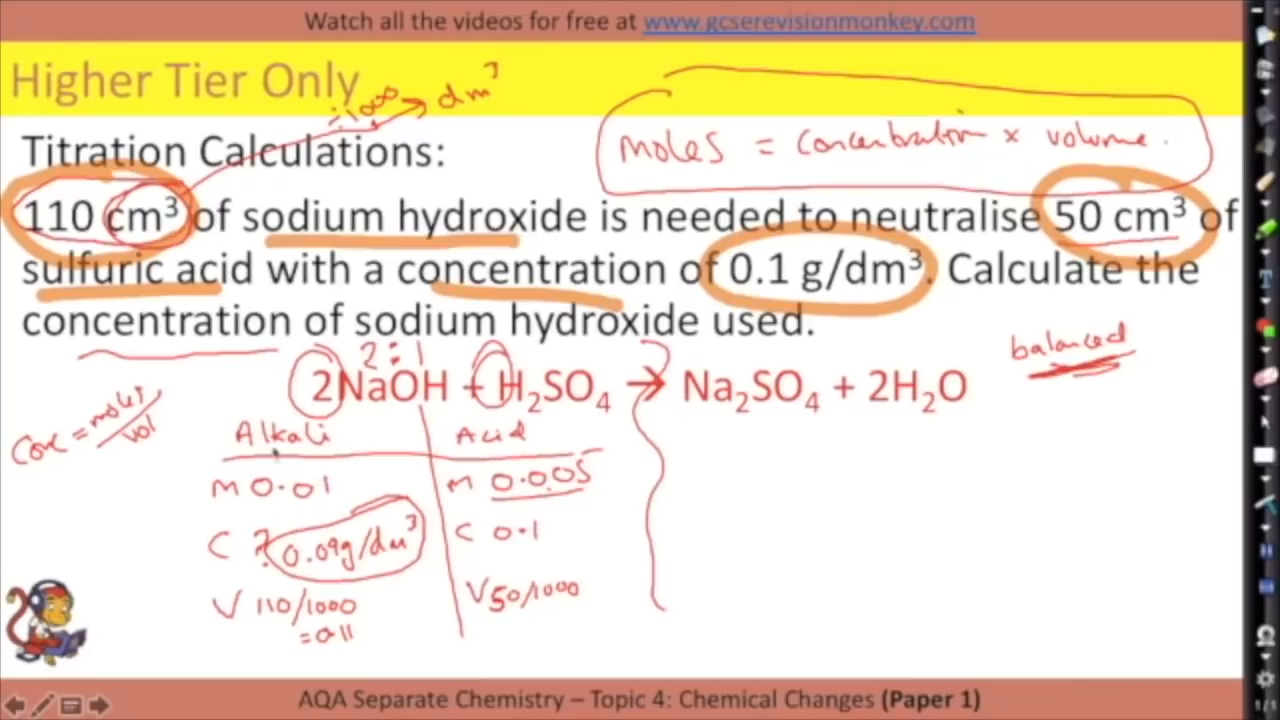 Watch all the videos for free at www.gcserevisionmonkey.com
Higher Tier Only
÷1000 → dm³
Titration Calculations:
moles = concentration × volume.
110 cm³ of sodium hydroxide is needed to neutralise 50 cm³ of
sulfuric acid with a concentration of 0.1 g/dm³. Calculate the
concentration of sodium hydroxide used.
balanced
2:1
2NaOH + H₂SO₄ → Na₂SO₄ + 2H₂O
Conc = moles/vol
Alkali Acid
M 0.01 M 0.005
C ? 0.09g/dm³ C 0.1
V 110/1000 V 50/1000
= 0.11
AQA Separate Chemistry – Topic 4: Chemical Changes (Paper 1)
1/1